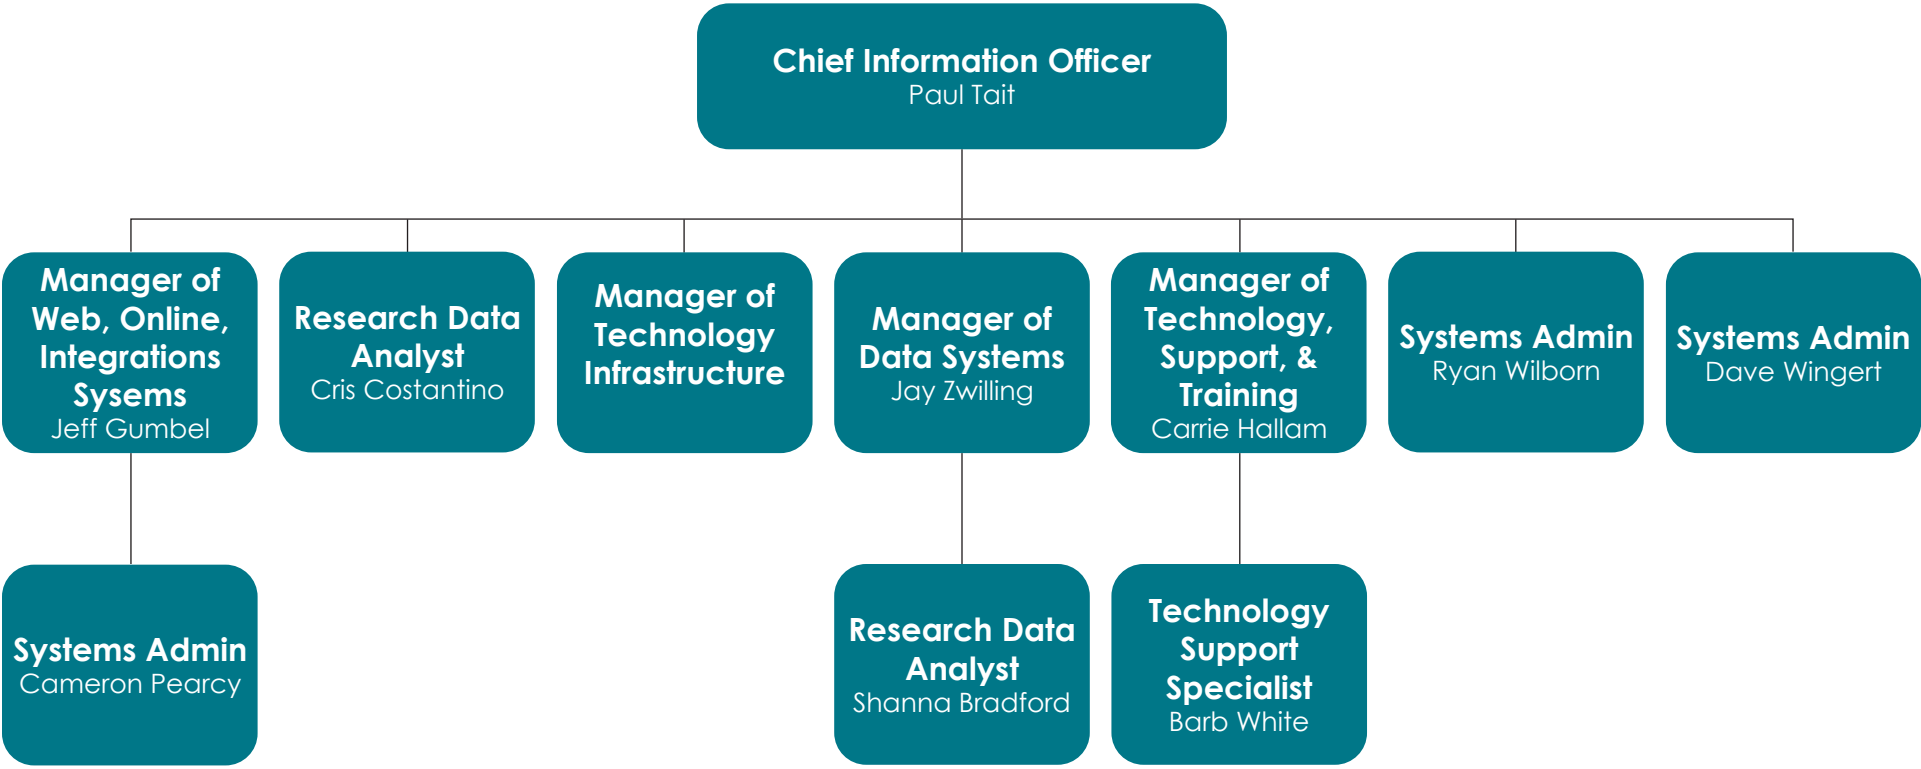 Chief Information Officer
Paul Tait
Manager of
Web, Online,
Integrations
Sysems
Jeff Gumbel
Research Data
Analyst
Cris Costantino
Manager of
Technology
Infrastructure
Manager of
Data Systems
Jay Zwilling
Manager of
Technology,
Support, &
Training
Carrie Hallam
Systems Admin
Ryan Wilborn
Systems Admin
Dave Wingert
Systems Admin
Cameron Pearcy
Research Data
Analyst
Shanna Bradford
Technology
Support
Specialist
Barb White